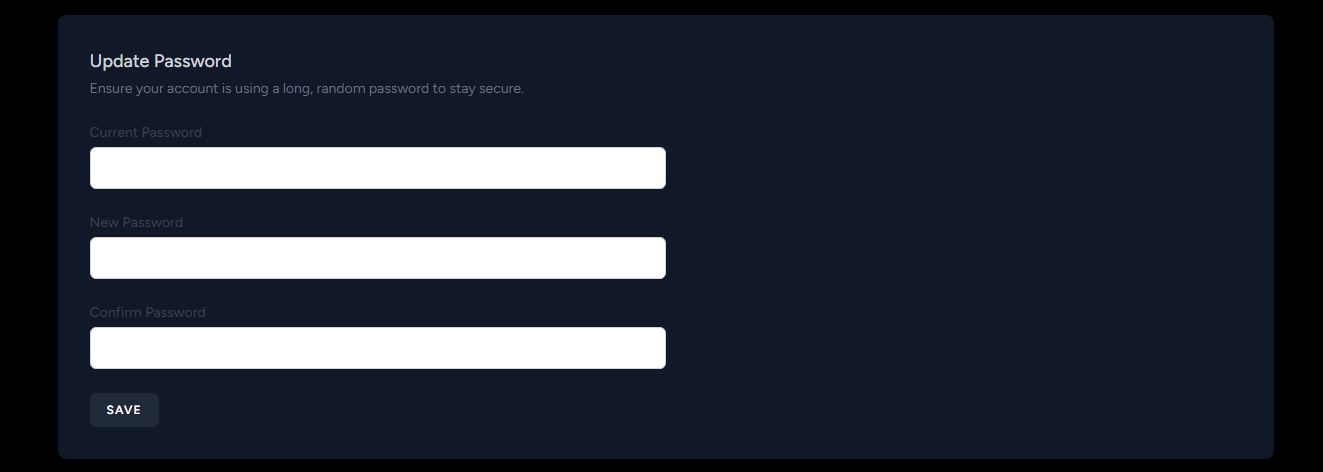 Update Password
Ensure your account is using a long, random password to stay secure.
Current Password
New Password
Confirm Password
SAVE